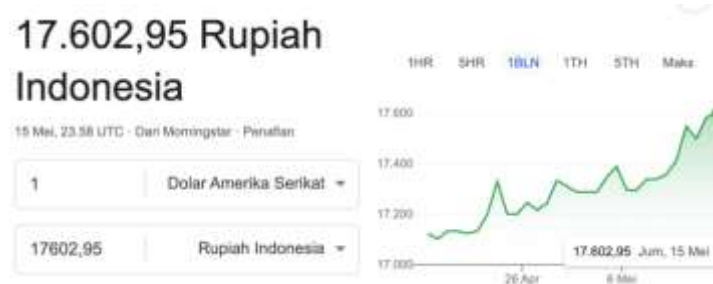 17.602,95 Rupiah
Indonesia
15 Mei, 23.58 UTC · Dari Morningstar · Penafian
1 Dolar Amerika Serikat
17602,95 Rupiah Indonesia
1HR 5HR 1BLN 1TH 5TH Maks
17.600
17.400
17.200
17.000
17.602,95 Jum, 15 Mei
26 Apr 6 Mei